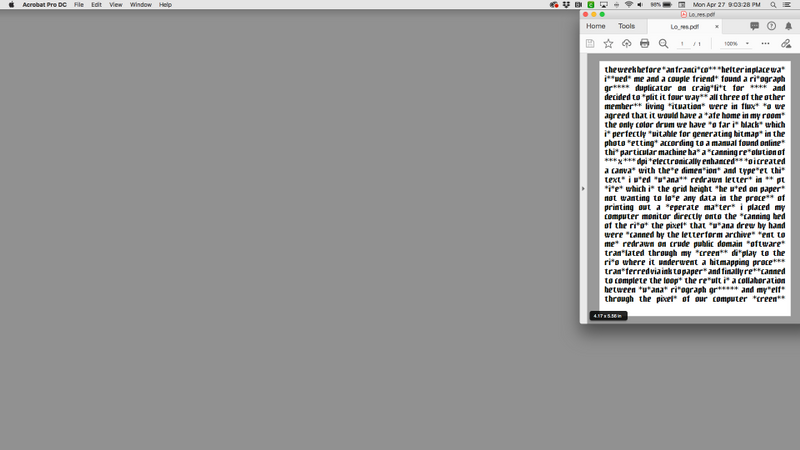 Acrobat Pro DC File Edit View Window Help 98% Mon Apr 27 9:03:28 PM
Lo_res.pdf
Home Tools Lo_res.pdf ×
1 / 1 100%
theweekbefore*anfranci*co***helterinplacewa*
i**ued* me and a couple friend* found a ri*ograph
gr**** duplicator on craig*li*t for **** and
decided to *plit it four way** all three of the other
member** living *ituation* were in flux* *o we
agreed that it would have a *afe home in my room*
the only color drum we have *o far i* black* which
i* perfectly *uitable for generating bitmap* in the
photo *etting* according to a manual found online*
thi* particular machine ha* a *canning re*olution of
***x*** dpi*electronically enhanced***o i created
a canva* with the*e dimen*ion* and type*et thi*
text* i u*ed *u*ana** redrawn letter* in ** pt
*i*e* which i* the grid height *he u*ed on paper*
not wanting to lo*e any data in the proce** of
printing out a *eperate ma*ter* i placed my
computer monitor directly onto the *canning bed
of the ri*o* the pixel* that *u*ana drew by hand
were *canned by the letterform archive* *ent to
me* redrawn on crude public domain *oftware*
tran*lated through my *creen** di*play to the
ri*o where it underwent a bitmapping proce***
tran*ferred via ink to paper* and finally re**canned
to complete the loop* the re*ult i* a collaboration
between *u*ana* ri*ograph gr***** and my*elf*
through the pixel* of our computer *creen**
4.17 x 5.56 in